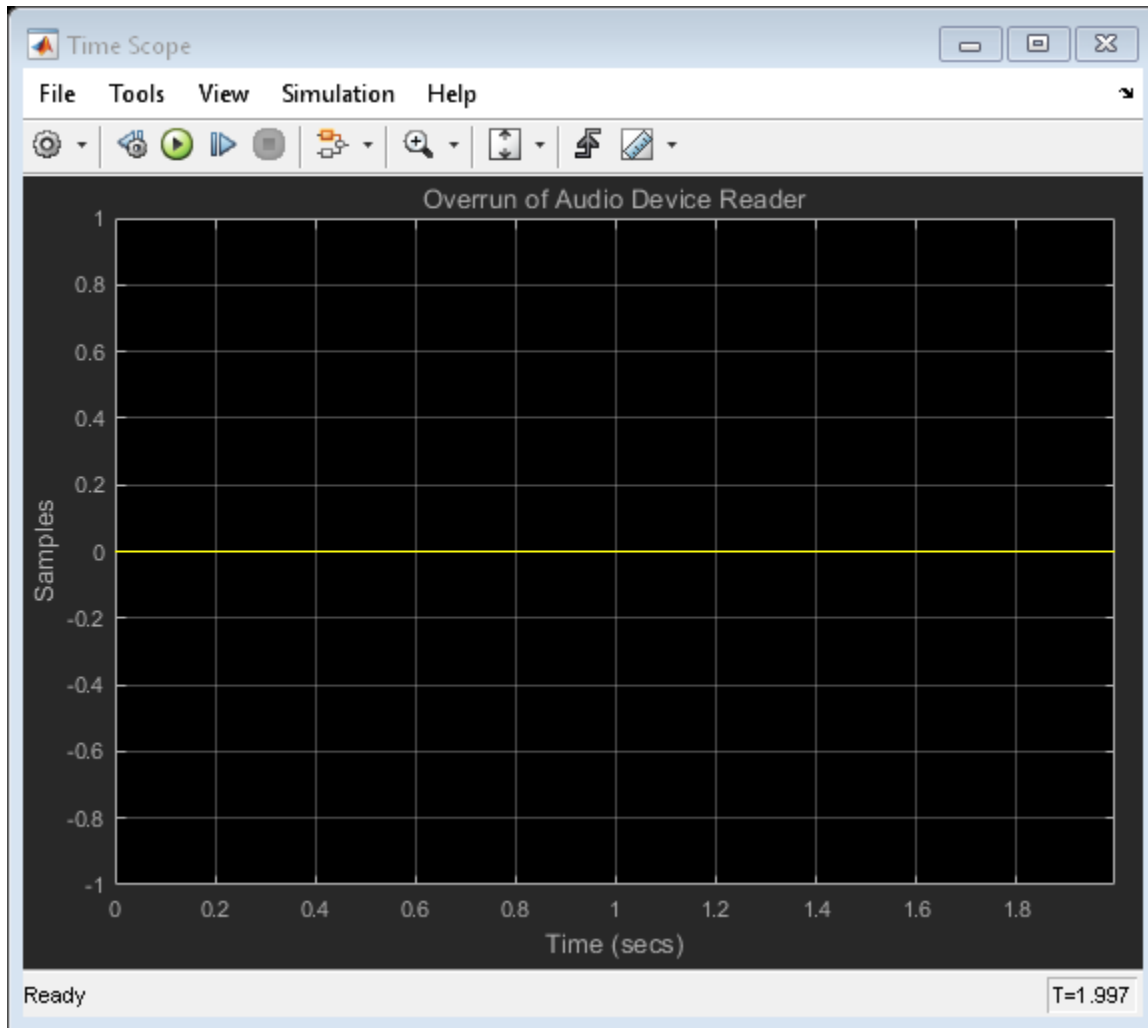 Time Scope
File Tools View Simulation Help
Overrun of Audio Device Reader
1
0.8
0.6
0.4
0.2
0
-0.2
-0.4
-0.6
-0.8
-1
Samples
0 0.2 0.4 0.6 0.8 1 1.2 1.4 1.6 1.8
Time (secs)
Ready T=1.997